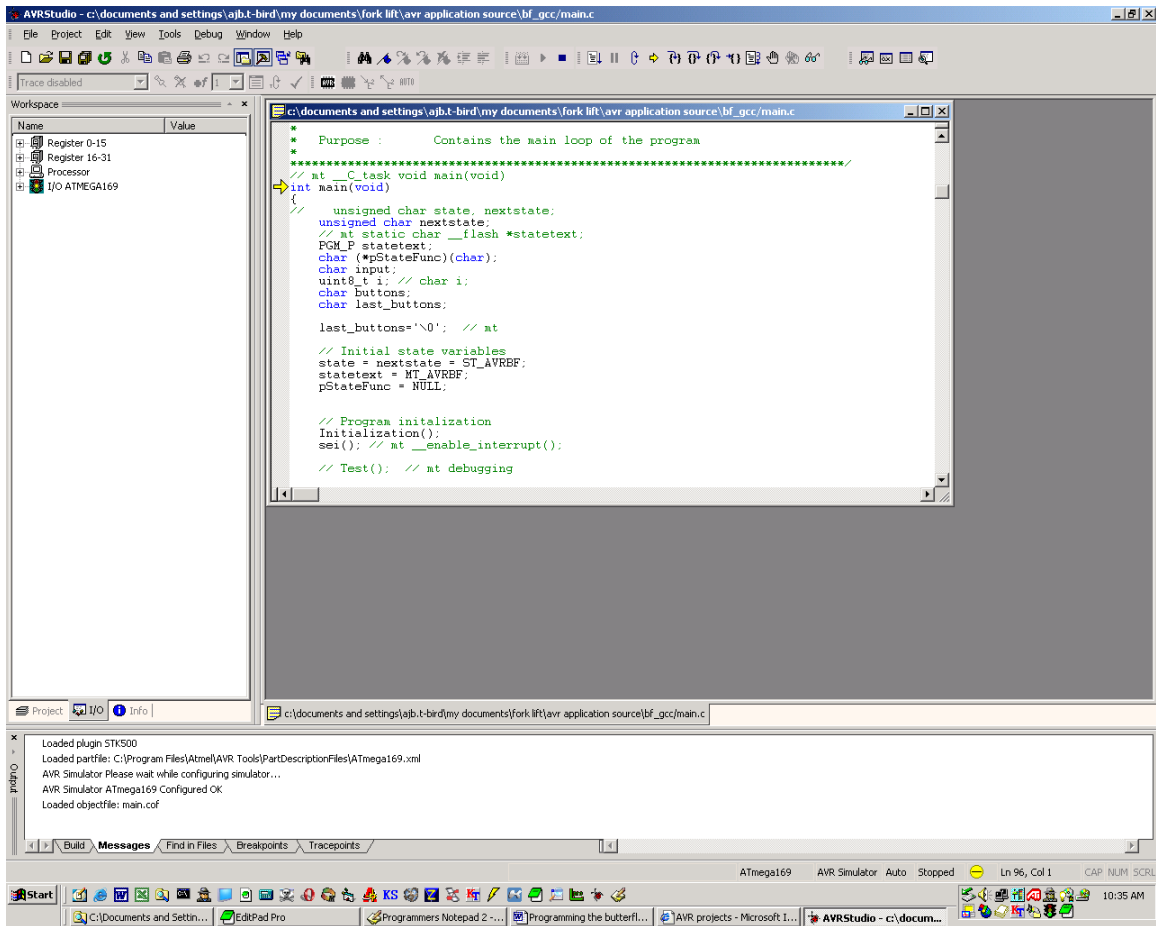 AVRStudio - c:\documents and settings\ajb.t-bird\my documents\fork lift\avr application source\bf_gcc/main.c
File Project Edit View Tools Debug Window Help
AUTO
Trace disabled
1
Workspace
Name Value
Register 0-15
Register 16-31
Processor
I/O ATMEGA169
c:\documents and settings\ajb.t-bird\my documents\fork lift\avr application source\bf_gcc/main.c
*
* Purpose : Contains the main loop of the program
*
*****************************************************************************/
// mt __C_task void main(void)
int main(void)
{
// unsigned char state, nextstate;
unsigned char nextstate;
// mt static char __flash *statetext;
PGM_P statetext;
char (*pStateFunc)(char);
char input;
uint8_t i; // char i;
char buttons;
char last_buttons;
last_buttons='\0'; // mt
// Initial state variables
state = nextstate = ST_AVRBF;
statetext = MT_AVRBF;
pStateFunc = NULL;
// Program initalization
Initialization();
sei(); // mt __enable_interrupt();
// Test(); // mt debugging
Project I/O Info
c:\documents and settings\ajb.t-bird\my documents\fork lift\avr application source\bf_gcc/main.c
Output
Loaded plugin STK500
Loaded partfile: C:\Program Files\Atmel\AVR Tools\PartDescriptionFiles\ATmega169.xml
AVR Simulator Please wait while configuring simulator...
AVR Simulator ATmega169 Configured OK
Loaded objectfile: main.cof
Build Messages Find in Files Breakpoints Tracepoints
ATmega169 AVR Simulator Auto Stopped Ln 96, Col 1 CAP NUM SCRL
Start KS 10:35 AM
C:\Documents and Settin... EditPad Pro Programmers Notepad 2 -... Programming the butterfl... AVR projects - Microsoft I... AVRStudio - c:\docum...